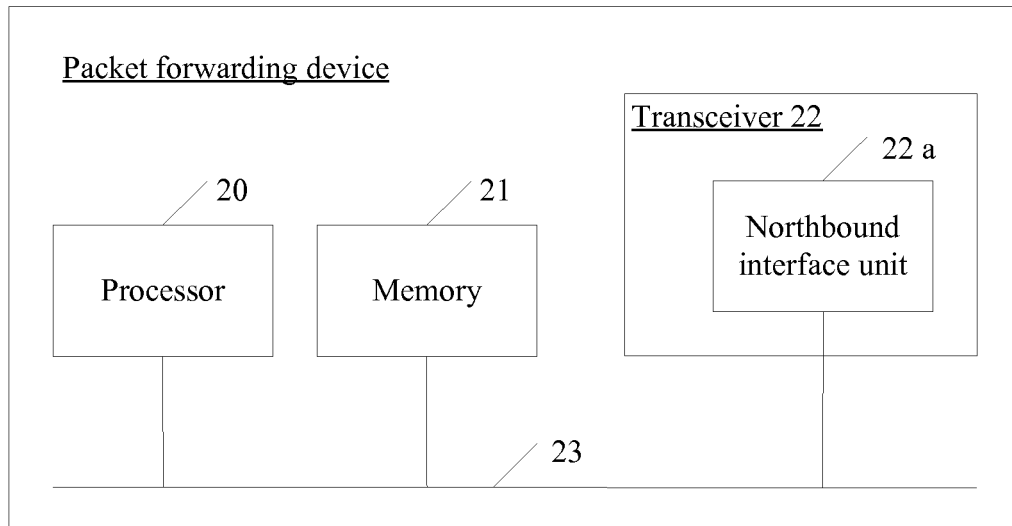 Packet forwarding device
Transceiver 22
22 a
20
21
Northbound
interface unit
Processor
Memory
23